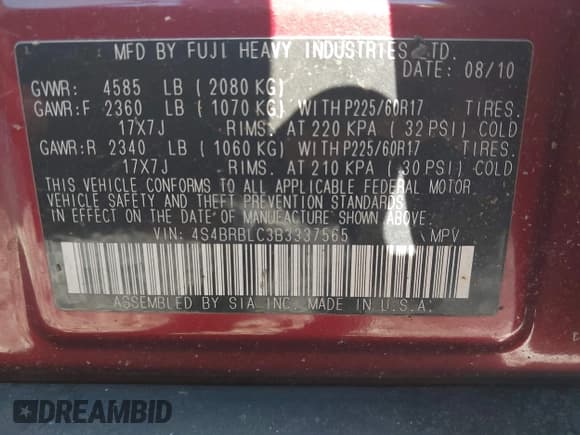 MFD BY FUJI HEAVY INDUSTRIES LTD.
DATE: 08/10
GVWR: 4585 LB ( 2080 KG)
GAWR:F 2360 LB ( 1070 KG) WITH P225/60R17 TIRES.
17X7J RIMS. AT 220 KPA ( 32 PSI) COLD
GAWR:R 2340 LB ( 1060 KG) WITH P225/60R17 TIRES.
17X7J RIMS. AT 210 KPA ( 30 PSI) COLD
THIS VEHICLE CONFORMS TO ALL APPLICABLE FEDERAL MOTOR
VEHICLE SAFETY AND THEFT PREVENTION STANDARDS
IN EFFECT ON THE DATE OF MANUFACTURE SHOWN ABOVE.
VIN: 4S4BRBLC3B3337565 MPV
ASSEMBLED BY SIA INC. MADE IN U.S.A.
DREAMBID